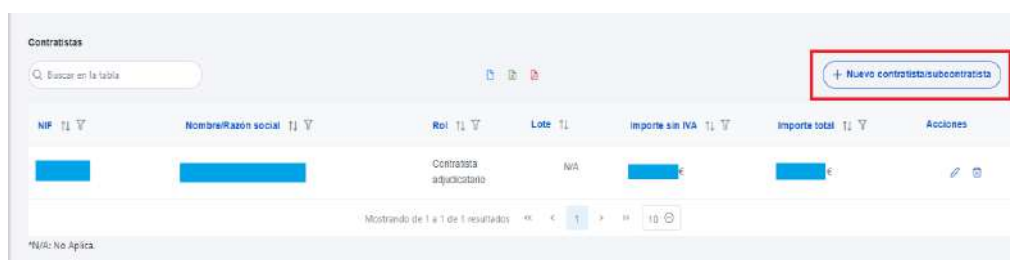 Contratistas
Buscar en la tabla
+ Nuevo contratista/subcontratista
NIF Nombre/Razón social Rol Lote Importe sin IVA Importe total Acciones
Contratista adjudicatario N/A € €
Mostrando de 1 a 1 de 1 resultados « < 1 > » 10
*N/A: No Aplica.